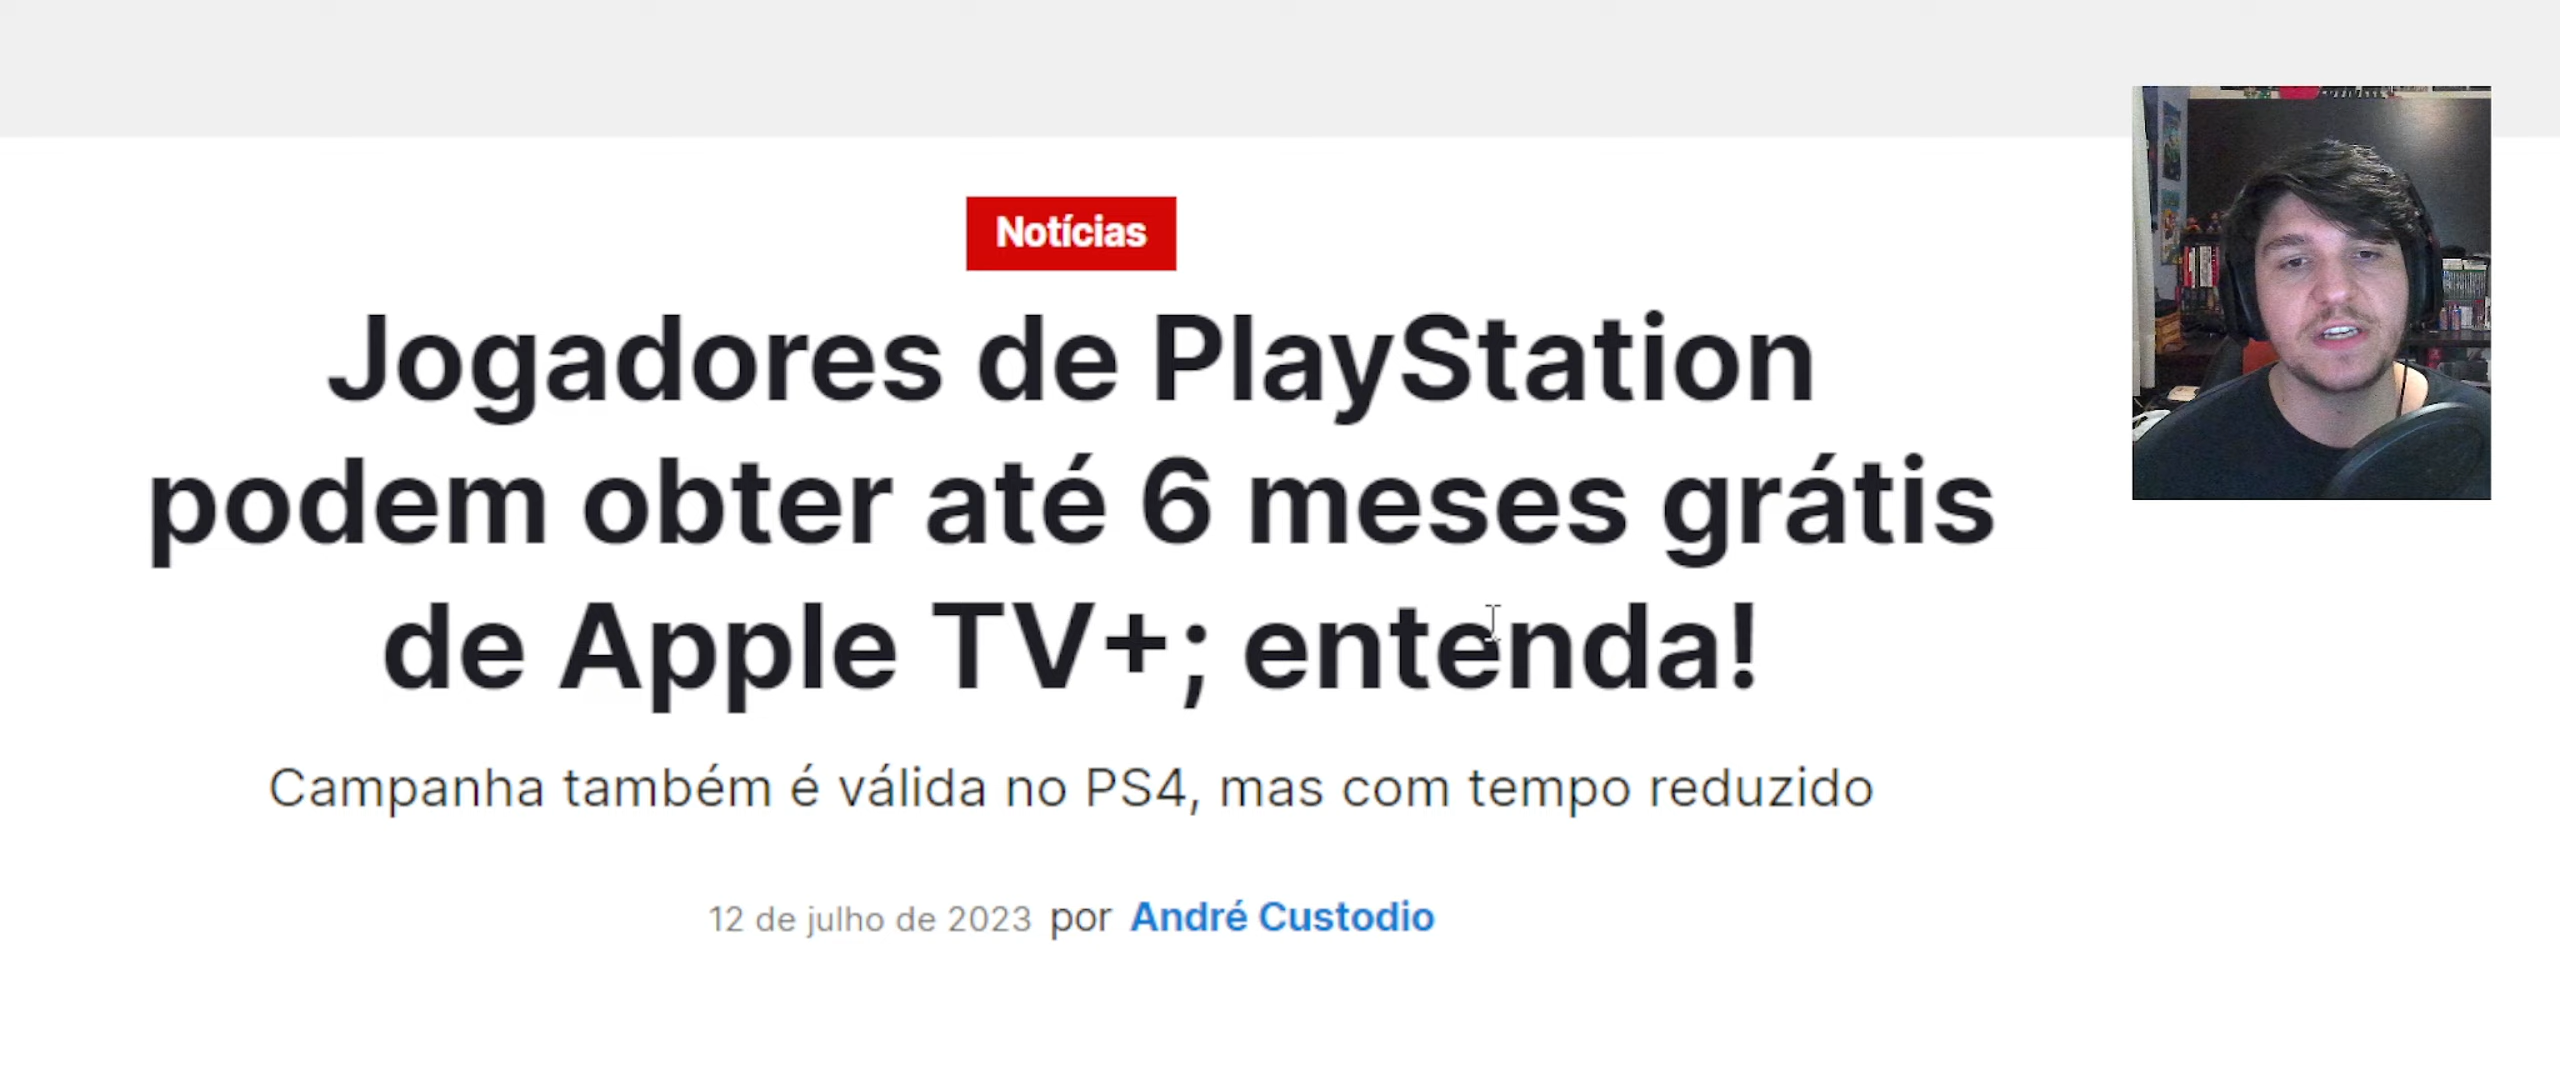 Notícias
Jogadores de PlayStation
podem obter até 6 meses grátis
de Apple TV+; entenda!
Campanha também é válida no PS4, mas com tempo reduzido
12 de julho de 2023 por André Custodio